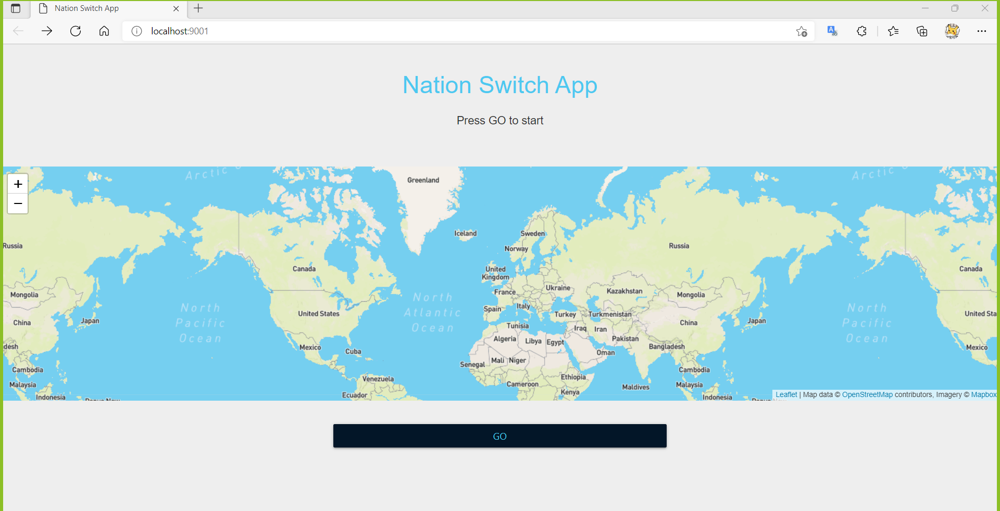 Nation Switch App
localhost:9001
Nation Switch App
Press GO to start
+
−
Arctic
Arctic
Greenland
Iceland
Sweden
Norway
Russia
Russia
Canada
Canada
United
Kingdom
Ukraine
France
Kazakhstan
Mongolia
Mongolia
North
Pacific
Ocean
North
Atlantic
Ocean
North
Pacific
Ocean
United States
United Sta
Spain
Italy
Turkey
Turkmenistan
China
China
Japan
Japan
Tunisia
Iraq
Iran
Algeria
Libya
Egypt
Pakistan
Bangladesh
desh
Mexico
Mexico
Cuba
Oman
Senegal
Mali
Niger
Cambodia
Cambodia
Venezuela
Ethiopia
Cameroon
Malaysia
Maldives
Malaysia
Kenya
Ecuador
Indonesia
Indonesia
Leaflet | Map data © OpenStreetMap contributors, Imagery © Mapbox
GO